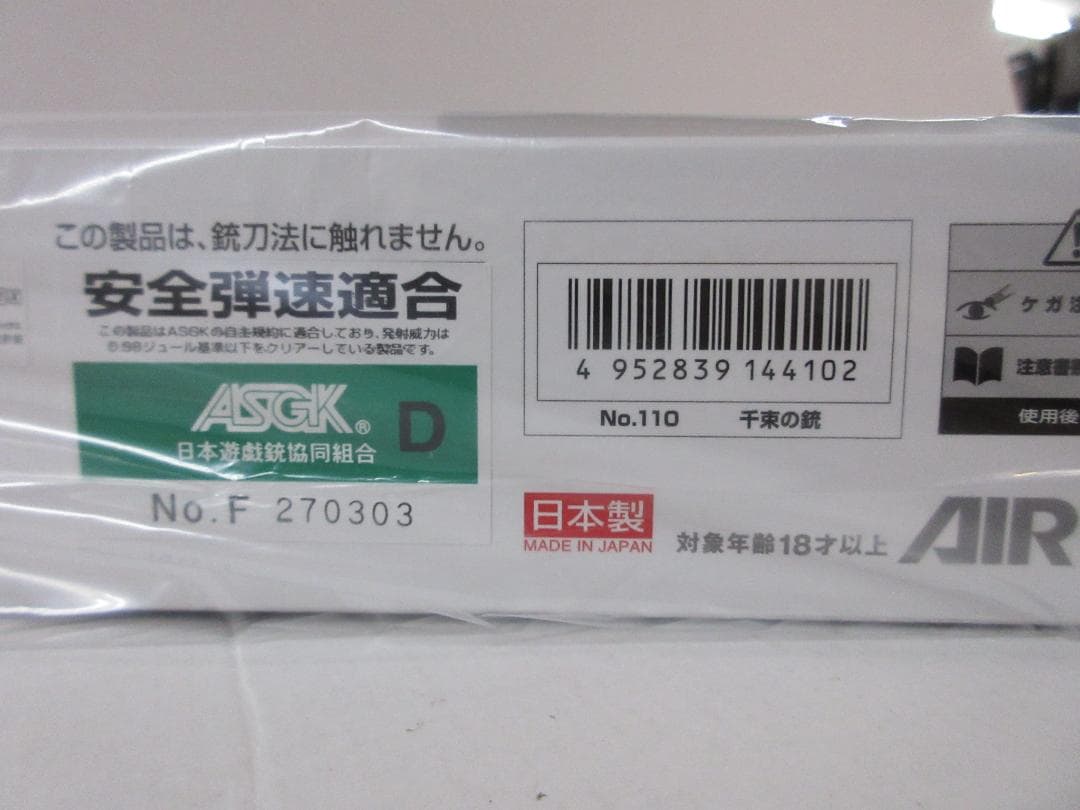 この製品は、銃刀法に触れません。
安全弾速適合
この製品はASGKの自主規約に適合しており、発射威力は
0.98ジュール基準以下をクリアーしている製品です。
ASGK®
D
日本遊戯銃協同組合
No.F 270303
4 952839 144102
No.110 千束の銃
日本製
MADE IN JAPAN
対象年齢18才以上
AIR
ケガ注
注意書
使用後